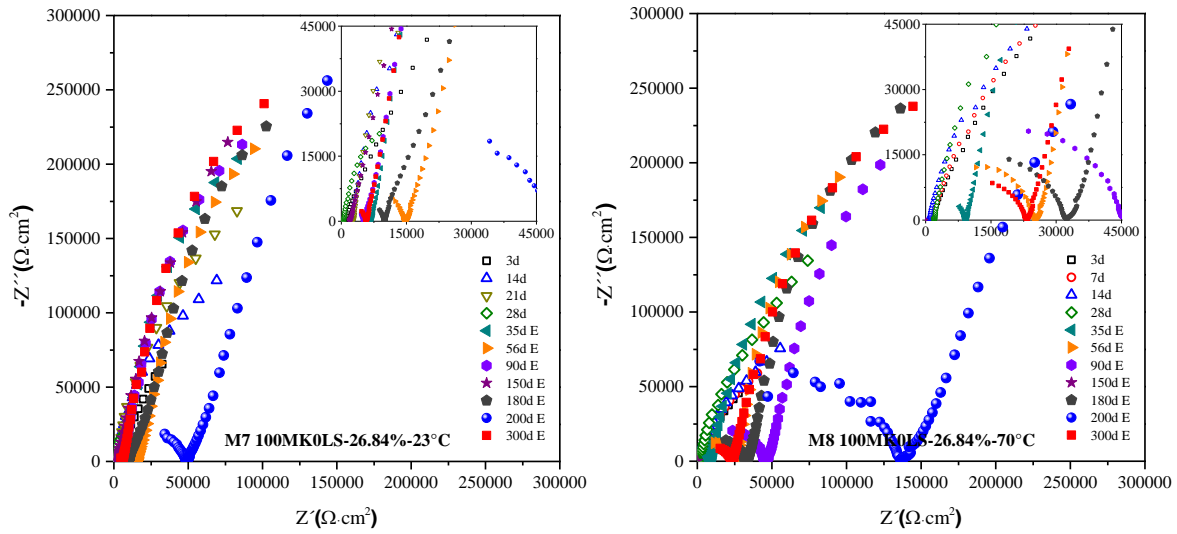 300000
250000
200000
150000
100000
50000
0
-Z´´(Ω·cm²)
45000
30000
15000
0
0 15000 30000 45000
3d
14d
21d
28d
35d E
56d E
90d E
150d E
180d E
200d E
300d E
M7 100MK0LS-26.84%-23°C
0 50000 100000 150000 200000 250000 300000
Z´(Ω·cm²)
300000
250000
200000
150000
100000
50000
0
-Z´´(Ω·cm²)
45000
30000
15000
0
0 15000 30000 45000
3d
7d
14d
28d
35d E
56d E
90d E
150d E
180d E
200d E
300d E
M8 100MK0LS-26.84%-70°C
0 50000 100000 150000 200000 250000 300000
Z´(Ω·cm²)